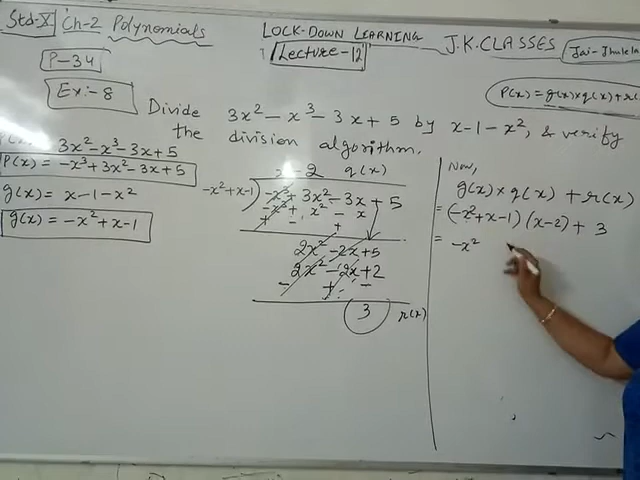 Std-X Ch-2 Polynomials
LOCK-DOWN LEARNING
Lecture-12
J.K.CLASSES
Jai-Jhulela
P-34
Ex:- 8
P(x) = g(x)×q(x)+r(
Divide 3x² - x³ - 3x + 5 by x-1-x², & verify
the division algorithm.
3x²-x³-3x+5
P(x) = -x³+3x²-3x+5
g(x) = x-1-x²
g(x) = -x²+x-1
x-2 q(x)
-x²+x-1) -x³+3x²-3x+5
-x³+ x² - x
+ - +
2x²-2x+5
2x²-2x+2
- + -
3 r(x)
Now,
g(x) × q(x) + r(x)
= (-x²+x-1) (x-2) + 3
= -x²